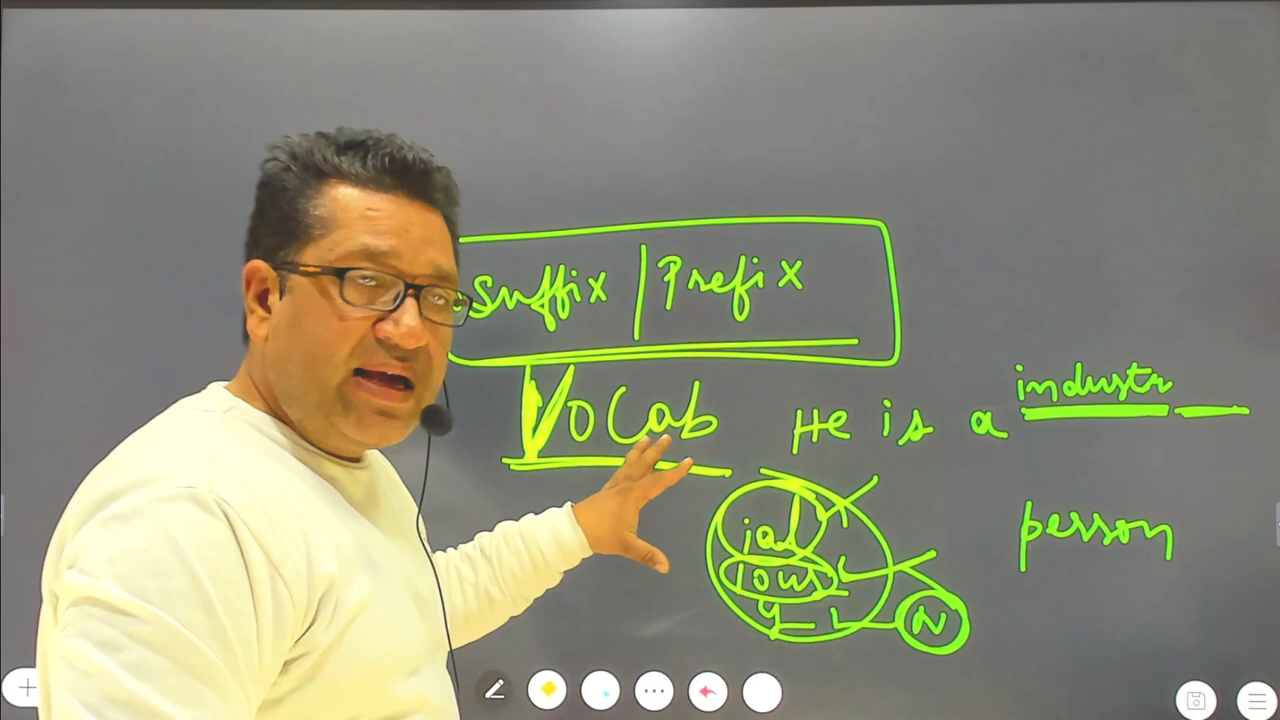 Suffix / Prefix
Vocab
He is a industr
person
ial
ious
y
N